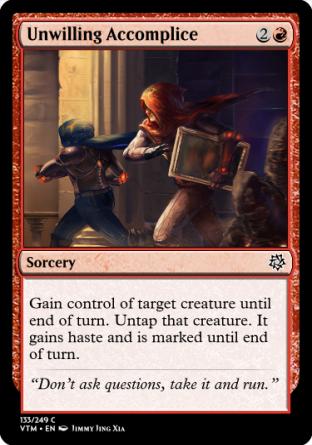 Unwilling Accomplice 2
Sorcery
Gain control of target creature until
end of turn. Untap that creature. It
gains haste and is marked until end
of turn.
“Don’t ask questions, take it and run.”
133/249 C
VTM • EN Jimmy Jing Xia